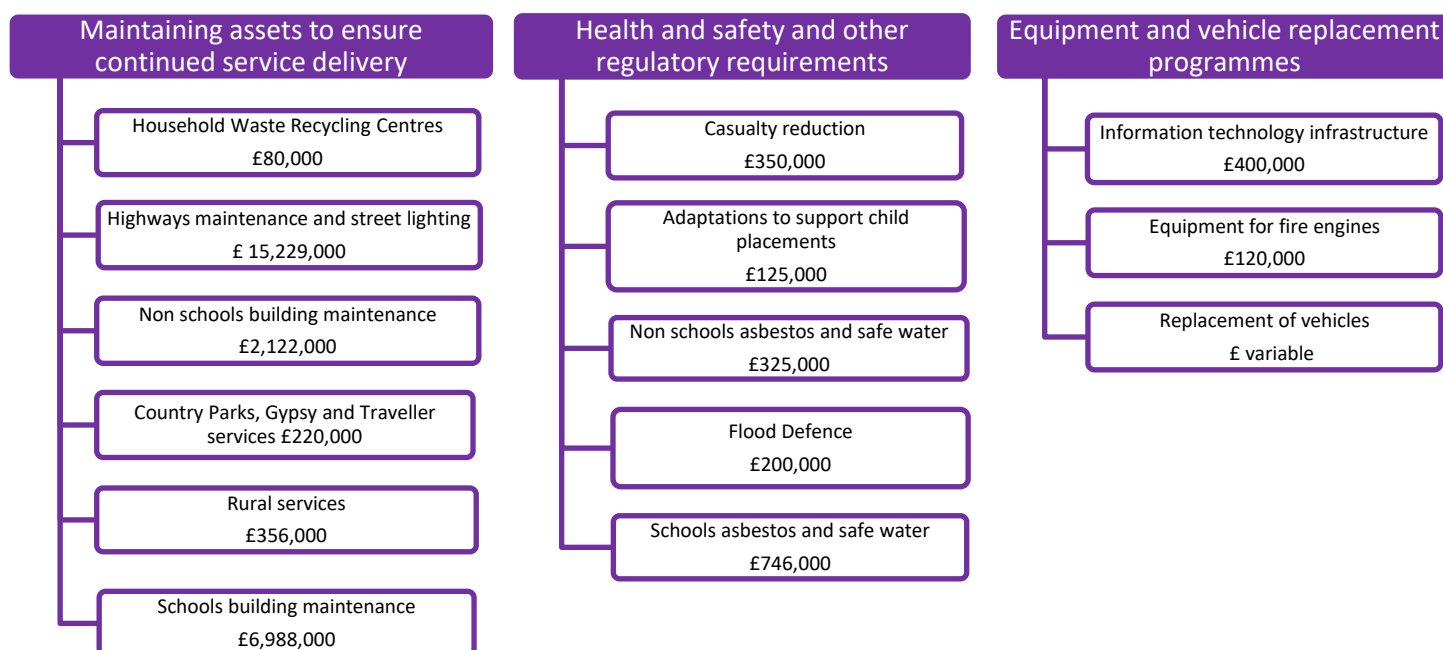 Maintaining assets to ensure
continued service delivery
Household Waste Recycling Centres
£80,000
Highways maintenance and street lighting
£ 15,229,000
Non schools building maintenance
£2,122,000
Country Parks, Gypsy and Traveller
services £220,000
Rural services
£356,000
Schools building maintenance
£6,988,000
Health and safety and other
regulatory requirements
Casualty reduction
£350,000
Adaptations to support child
placements
£125,000
Non schools asbestos and safe water
£325,000
Flood Defence
£200,000
Schools asbestos and safe water
£746,000
Equipment and vehicle replacement
programmes
Information technology infrastructure
£400,000
Equipment for fire engines
£120,000
Replacement of vehicles
£ variable